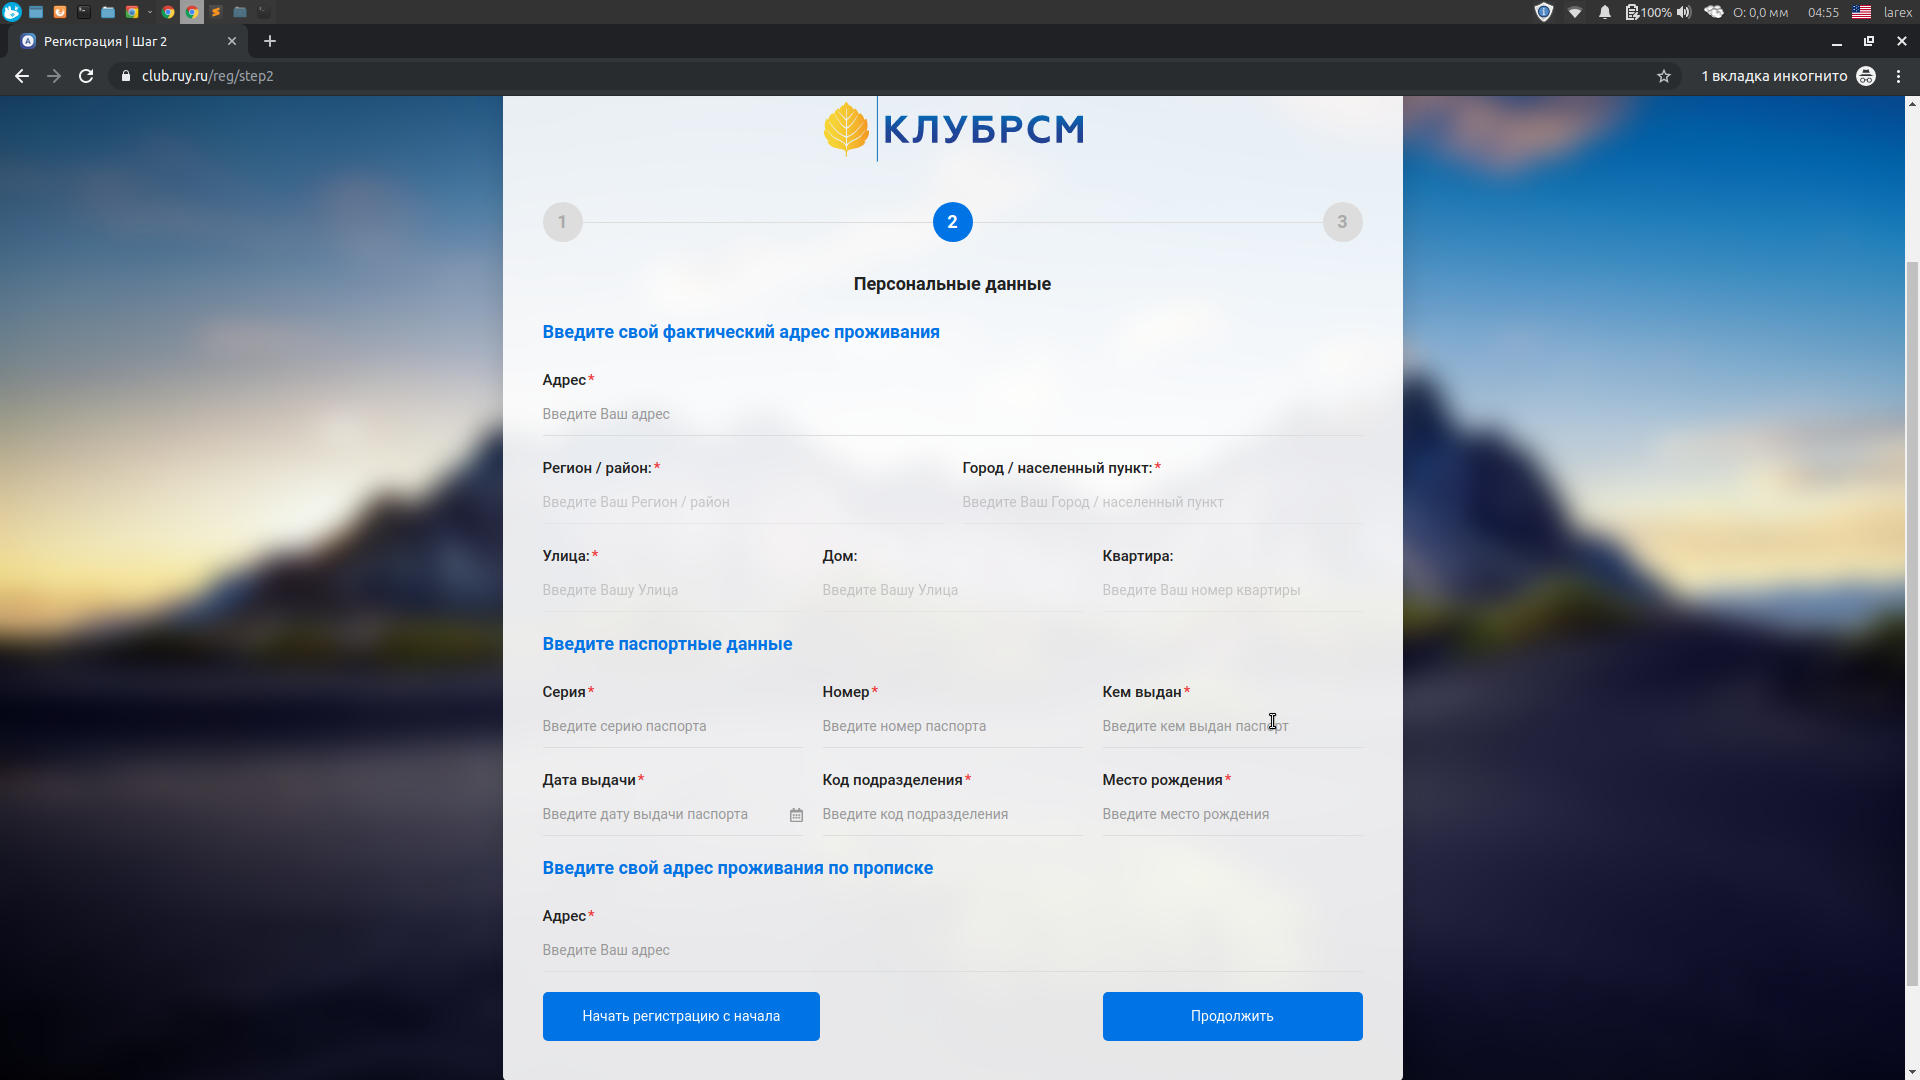 100% О: 0,0 мм 04:55 larex
Регистрация | Шаг 2
club.ruy.ru/reg/step2 1 вкладка инкогнито
КЛУБРСМ
1 2 3
Персональные данные
Введите свой фактический адрес проживания
Адрес*
Введите Ваш адрес
Регион / район:* Город / населенный пункт:*
Введите Ваш Регион / район Введите Ваш Город / населенный пункт
Улица:* Дом: Квартира:
Введите Вашу Улица Введите Вашу Улица Введите Ваш номер квартиры
Введите паспортные данные
Серия* Номер* Кем выдан*
Введите серию паспорта Введите номер паспорта Введите кем выдан паспорт
Дата выдачи* Код подразделения* Место рождения*
Введите дату выдачи паспорта Введите код подразделения Введите место рождения
Введите свой адрес проживания по прописке
Адрес*
Введите Ваш адрес
Начать регистрацию с начала Продолжить